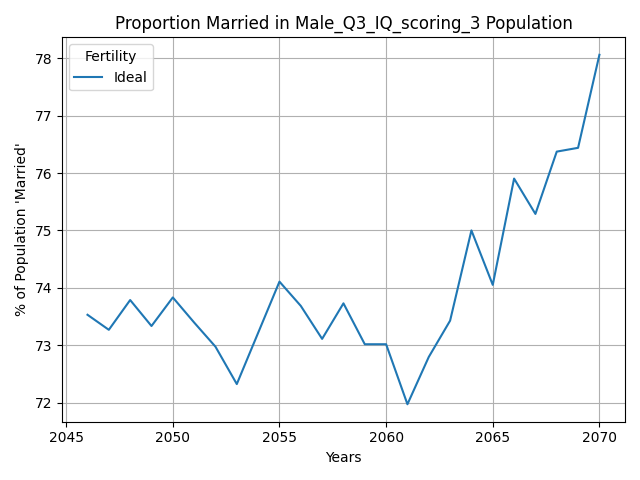 Proportion Married in Male_Q3_IQ_scoring_3 Population
Fertility
Ideal
% of Population 'Married'
78
77
76
75
74
73
72
2045 2050 2055 2060 2065 2070
Years